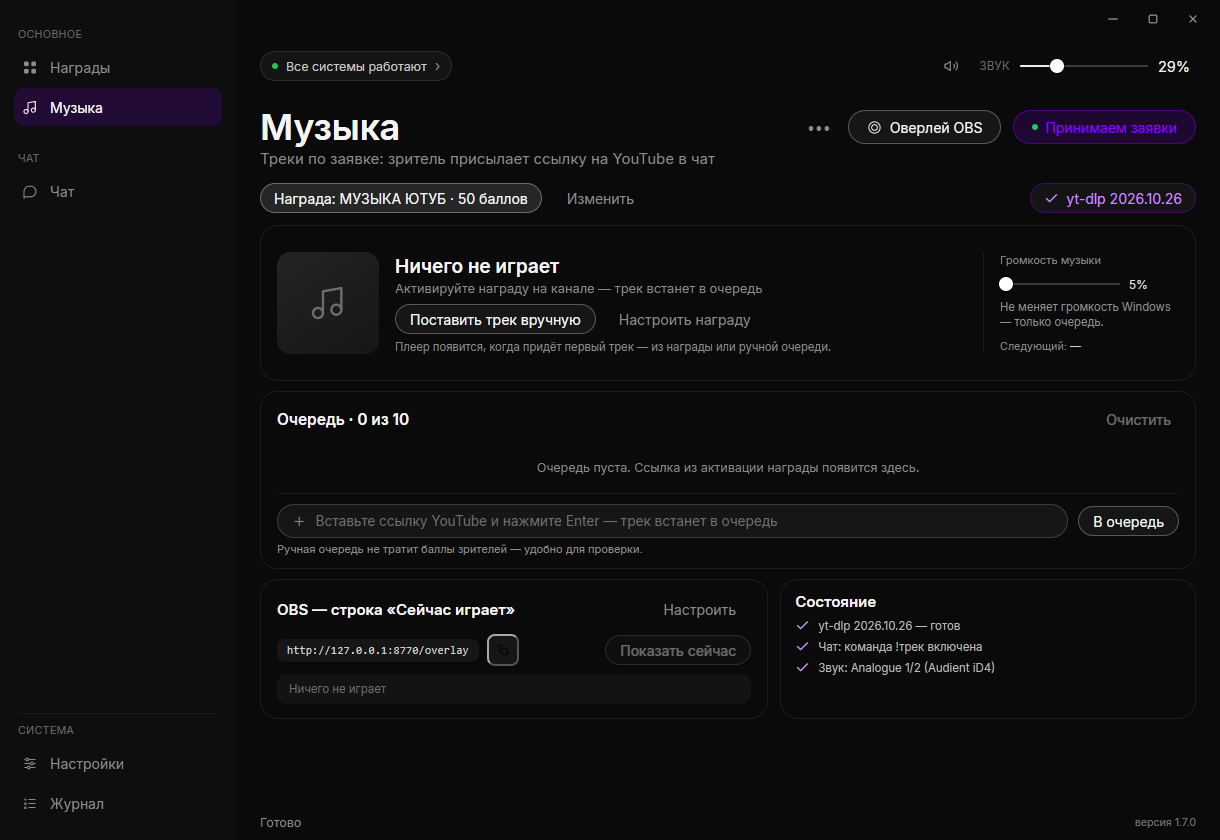 ОСНОВНОЕ
Награды
Музыка
ЧАТ
Чат
СИСТЕМА
Настройки
Журнал
Все системы работают
ЗВУК
29%
Музыка
Треки по заявке: зритель присылает ссылку на YouTube в чат
Оверлей OBS
Принимаем заявки
Награда: МУЗЫКА ЮТУБ · 50 баллов
Изменить
yt-dlp 2026.10.26
Ничего не играет
Активируйте награду на канале — трек встанет в очередь
Поставить трек вручную
Настроить награду
Плеер появится, когда придёт первый трек — из награды или ручной очереди.
Громкость музыки
5%
Не меняет громкость Windows
— только очередь.
Следующий: —
Очередь · 0 из 10
Очистить
Очередь пуста. Ссылка из активации награды появится здесь.
Вставьте ссылку YouTube и нажмите Enter — трек встанет в очередь
В очередь
Ручная очередь не тратит баллы зрителей — удобно для проверки.
OBS — строка «Сейчас играет»
Настроить
http://127.0.0.1:8770/overlay
Показать сейчас
Ничего не играет
Состояние
yt-dlp 2026.10.26 — готов
Чат: команда !трек включена
Звук: Analogue 1/2 (Audient iD4)
Готово
версия 1.7.0